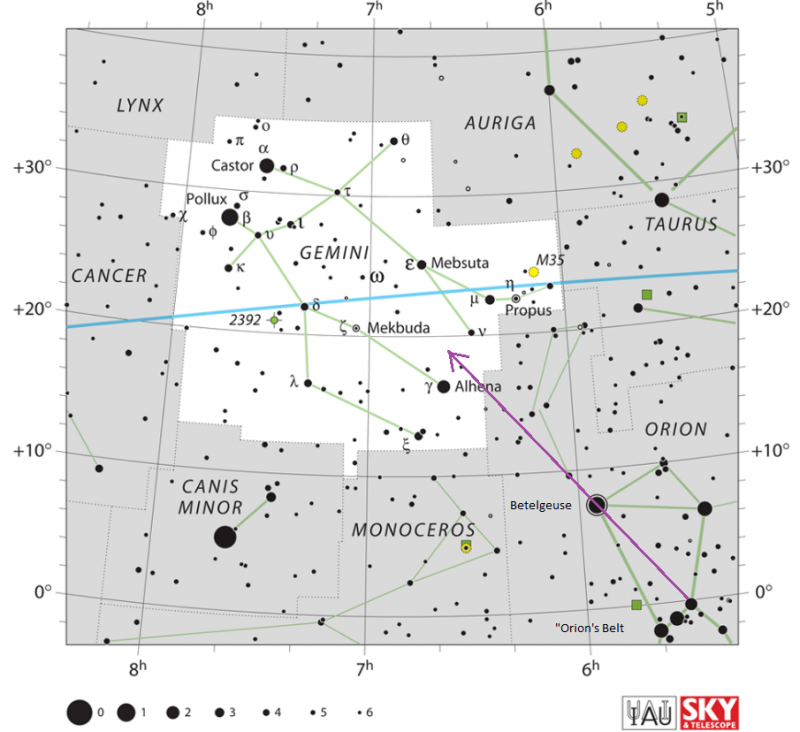 8h
7h
6h
5h
LYNX
AURIGA
ο
π
θ
α
Castor
ρ
+30°
+30°
τ
Pollux
σ
χ
β
TAURUS
φ
υ
ι
GEMINI
κ
ε
Mebsuta
M35
CANCER
ω
η
μ
Propus
+20°
+20°
δ
2392
ζ
Mekbuda
ν
λ
γ
Alhena
ξ
ORION
+10°
+10°
CANIS
MINOR
Betelgeuse
MONOCEROS
0°
0°
"Orion's Belt
8h
7h
6h
0
1
2
3
4
5
6
IAU
SKY
& TELESCOPE